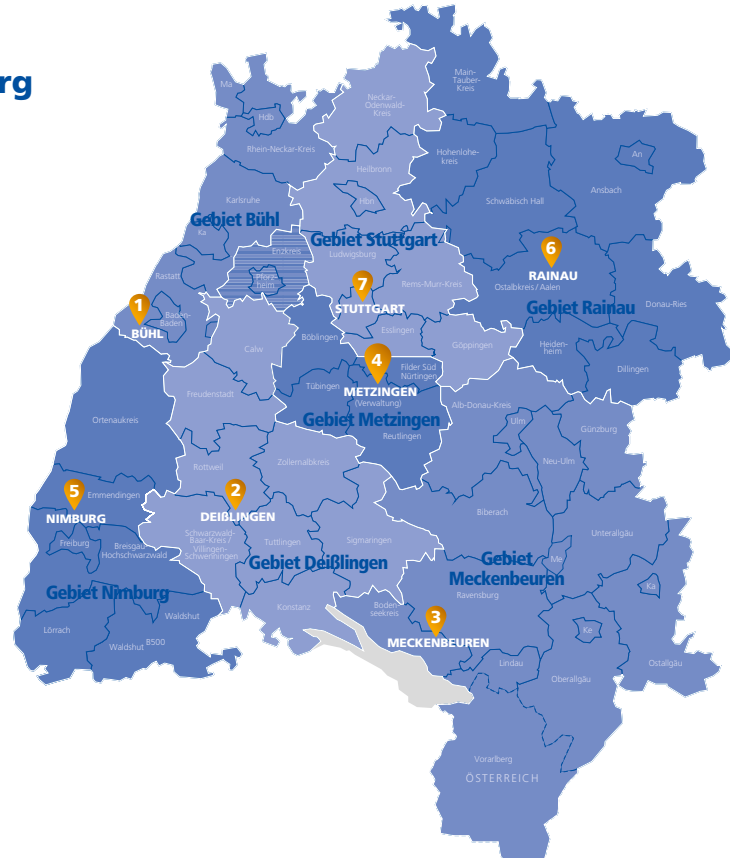 rg
Main-
Tauber-
Kreis
Ma
Hdb
Neckar-
Odenwald-
Kreis
Rhein-Neckar-Kreis
Hohenlohe-
kreis
An
Heilbronn
Ansbach
Karlsruhe
Hbn
Schwäbisch Hall
Gebiet Bühl
Ka
Gebiet Stuttgart
Enzkreis
Ludwigsburg
6
RAINAU
Rastatt
Pforz-
heim
7
Rems-Murr-Kreis
Ostalbkreis / Aalen
1
STUTTGART
Gebiet Rainau
Donau-Ries
Baden-
Baden
BÜHL
Esslingen
Böblingen
Göppingen
Heiden-
heim
Calw
4
Filder Süd
Nürtingen
Dillingen
Freudenstadt
Tübingen
METZINGEN
(Verwaltung)
Alb-Donau-Kreis
Gebiet Metzingen
Ulm
Günzburg
Ortenaukreis
Reutlingen
Neu-Ulm
Rottweil
Zollernalbkreis
5
Emmendingen
2
NIMBURG
DEIßLINGEN
Biberach
Freiburg
Breisgau-
Hochschwarzwald
Schwarzwald-
Baar-Kreis /
Villingen-
Schwenningen
Tuttlingen
Sigmaringen
Unterallgäu
Gebiet Deißlingen
Gebiet
Meckenbeuren
Me
Gebiet Nimburg
Ravensburg
Ka
Konstanz
Boden-
seekreis
Waldshut
3
Lörrach
Ke
Waldshut
B500
MECKENBEUREN
Lindau
Ostallgäu
Oberallgäu
Vorarlberg
ÖSTERREICH